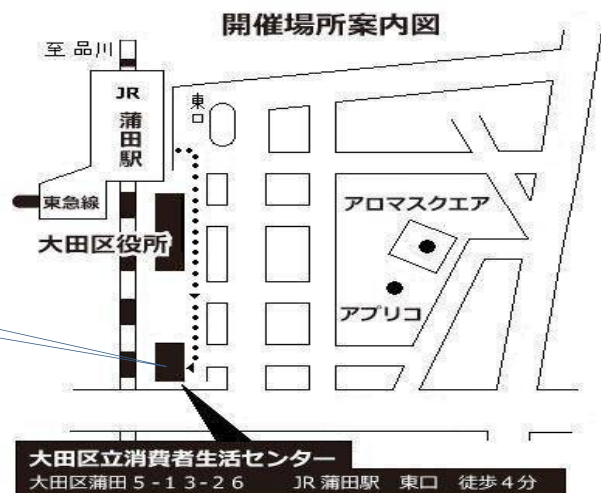 開催場所案内図
至 品川
JR
蒲田駅
東口
東急線
大田区役所
アロマスクエア
アプリコ
大田区立消費者生活センター
大田区蒲田5-13-26 JR蒲田駅 東口 徒歩4分